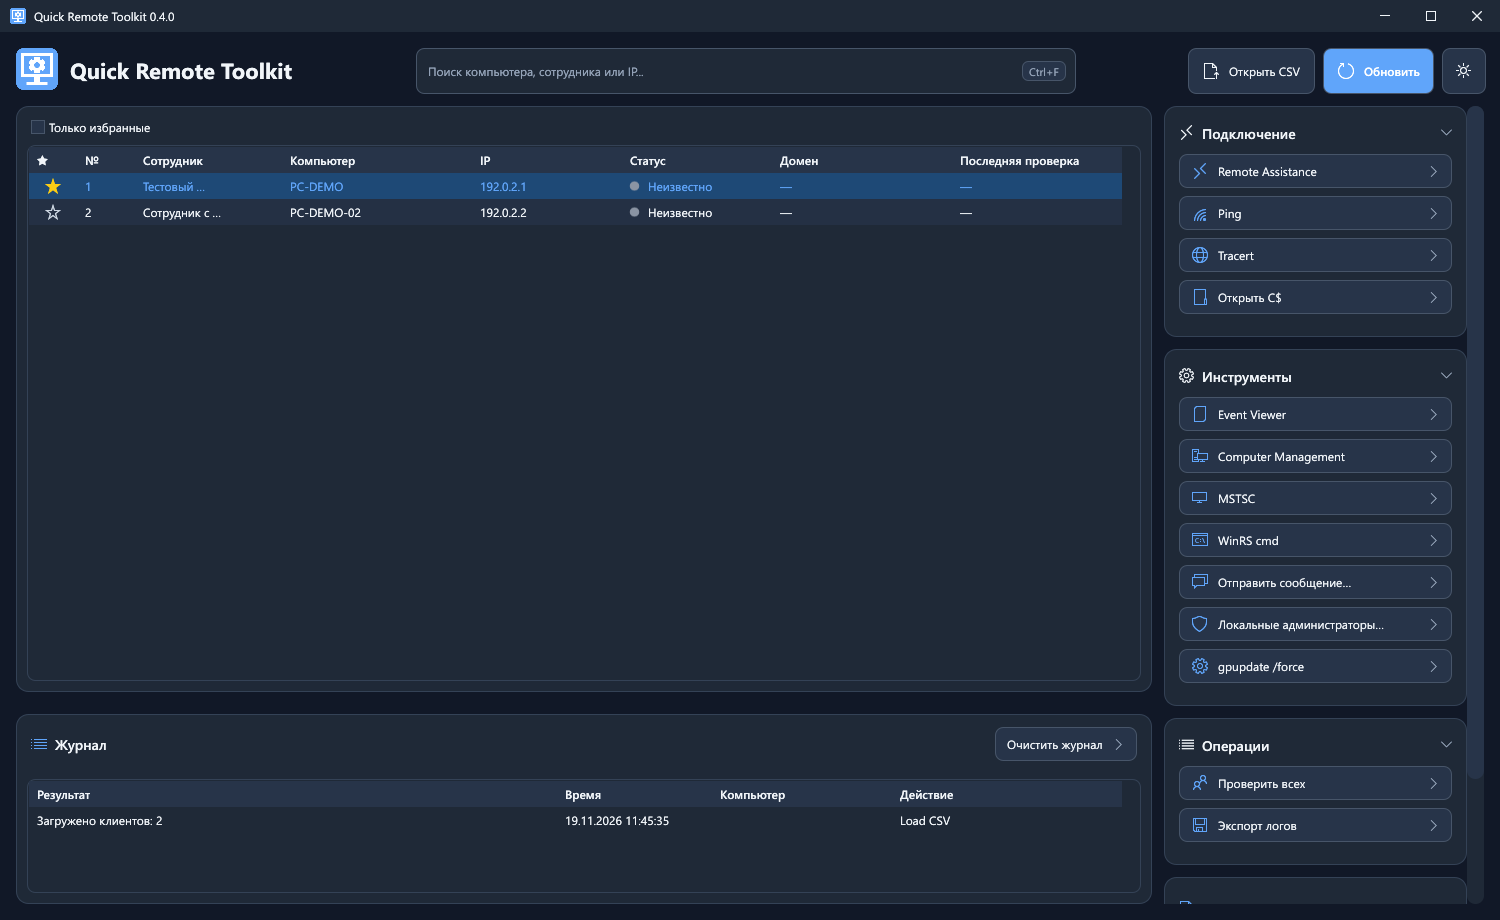 Quick Remote Toolkit 0.4.0
Quick Remote Toolkit
Поиск компьютера, сотрудника или IP...
Ctrl+F
Открыть CSV
Обновить
Только избранные
№ Сотрудник Компьютер IP Статус Домен Последняя проверка
1 Тестовый ... PC-DEMO 192.0.2.1 Неизвестно — —
2 Сотрудник с ... PC-DEMO-02 192.0.2.2 Неизвестно — —
Журнал
Очистить журнал
Результат Время Компьютер Действие
Загружено клиентов: 2 19.11.2026 11:45:35 Load CSV
Подключение
Remote Assistance
Ping
Tracert
Открыть C$
Инструменты
Event Viewer
Computer Management
MSTSC
WinRS cmd
Отправить сообщение...
Локальные администраторы...
gpupdate /force
Операции
Проверить всех
Экспорт логов